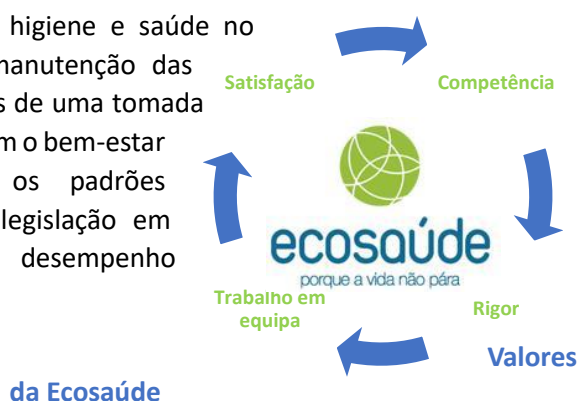 higiene e saúde no
manutenção das
de uma tomada
o bem-estar
os padrões
legislação em
desempenho
Satisfação
Competência
ecosaúde
porque a vida não pára
Trabalho em
equipa
Rigor
Valores
da Ecosaúde